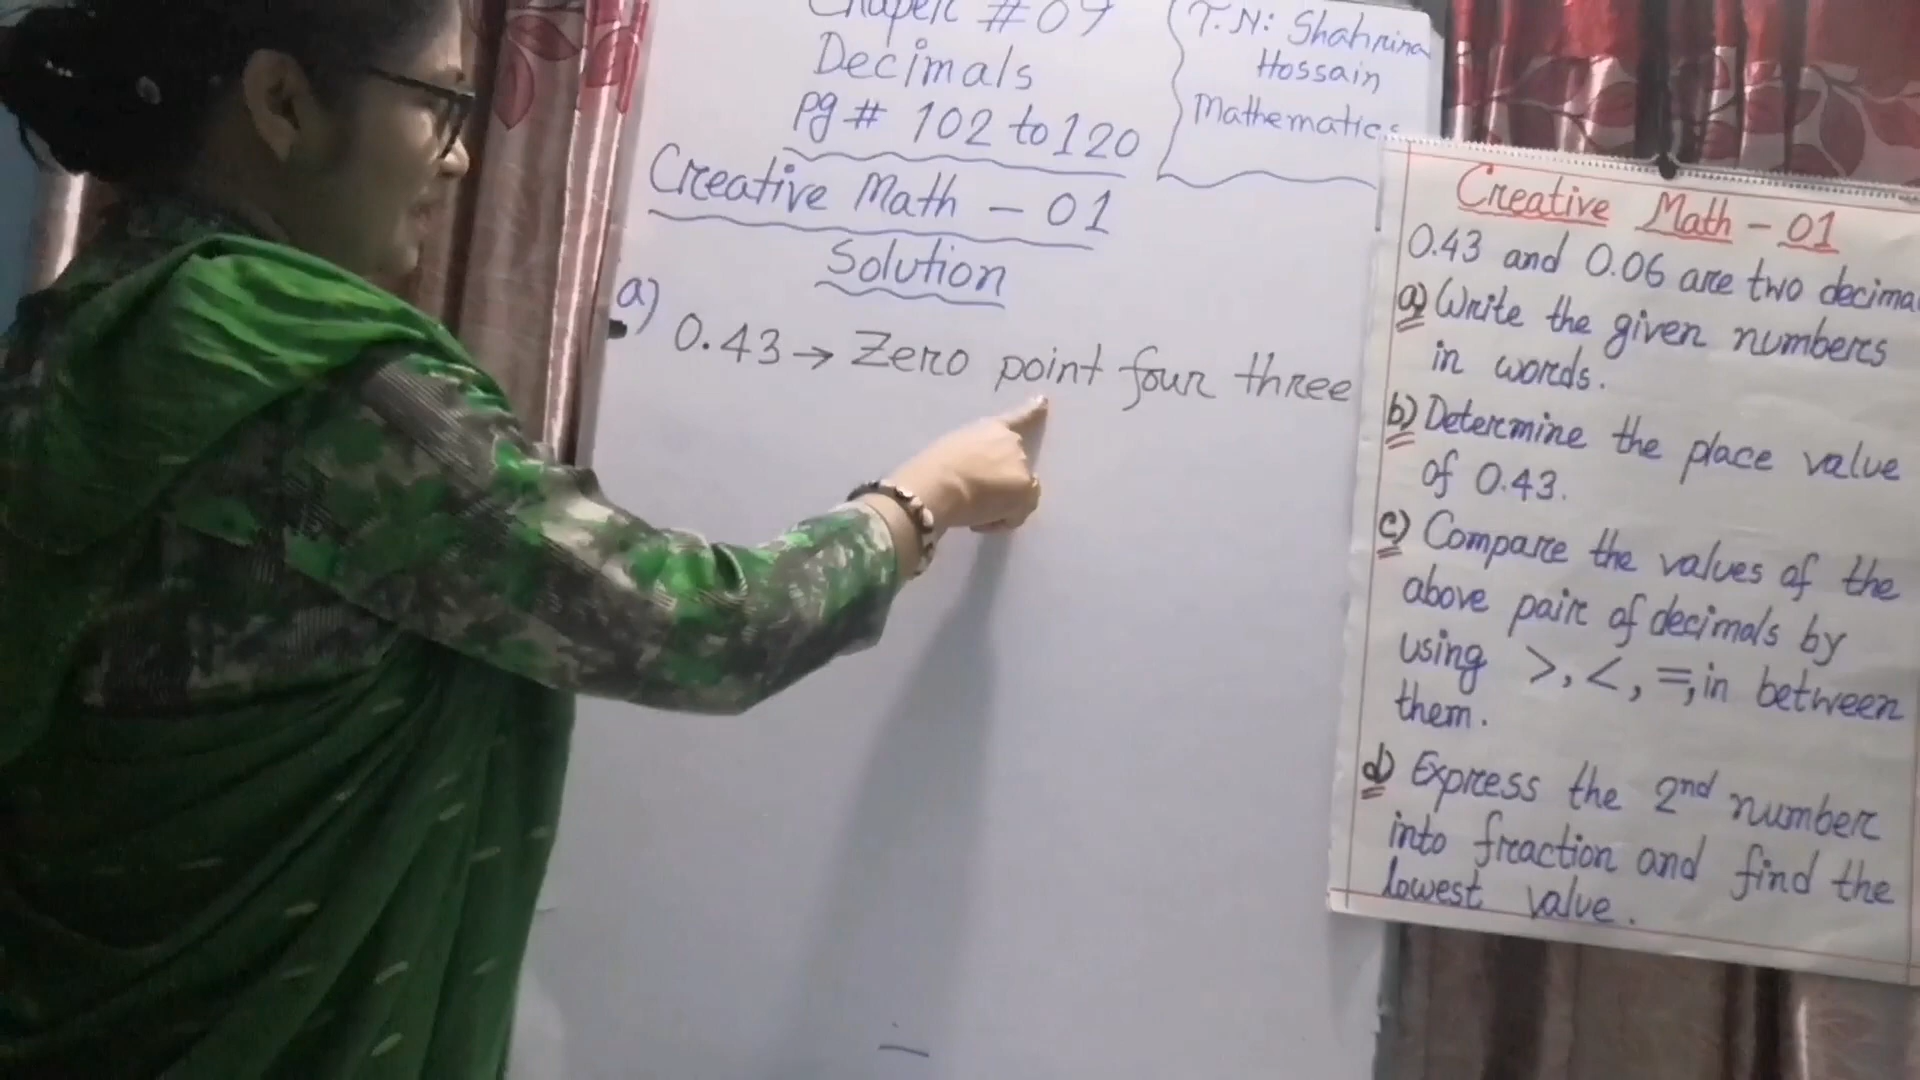 Chapter #09
Decimals
pg # 102 to 120
T.N: Shahrina
Hossain
Mathematics
Creative Math - 01
Solution
a)
0.43 → Zero point four three
Creative Math - 01
0.43 and 0.06 are two decima
a) Write the given numbers
in words.
b) Determine the place value
of 0.43.
c) Compare the values of the
above pair of decimals by
using >, <, =, in between
them.
d) Express the 2nd number
into fraction and find the
lowest value.